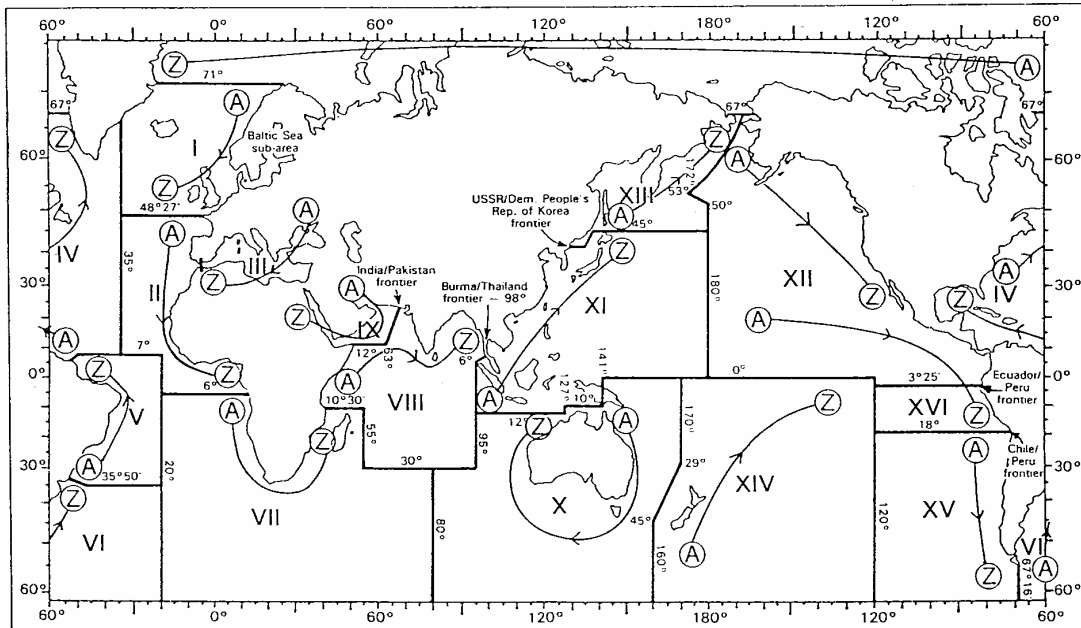 60° 0° 60° 120° 180° 120° 60°
Z A
71°
67° A 67° 67°
Z I Baltic Sea
sub-area Z A
60° 60°
Z 172° 53°
48° 27' USSR/Dem. People's
Rep. of Korea
frontier XIII A 45° 50°
IV 35° A A III Z XII IV A
30° II Z India/Pakistan
frontier Burma/Thailand
frontier – 98° XI 180° Z Z 30°
Z A IX A
A 7° 12° 63° Z 6°
0° Z 6° A 10° 30' VIII A 127° 141° 0° 3° 25' Ecuador/
Peru
frontier 0°
V A 12° 10° Z XVI Z
Z 55° 95° Z A 170° 18° Chile/
Peru
frontier
30° A 35° 50' 20° 30° 29° XIV A 30°
Z VII 80° X 45° 120° XV
VI 160° A VI
Z A 67° 16'
60° 60°
60° 0° 60° 120° 180° 120° 60°